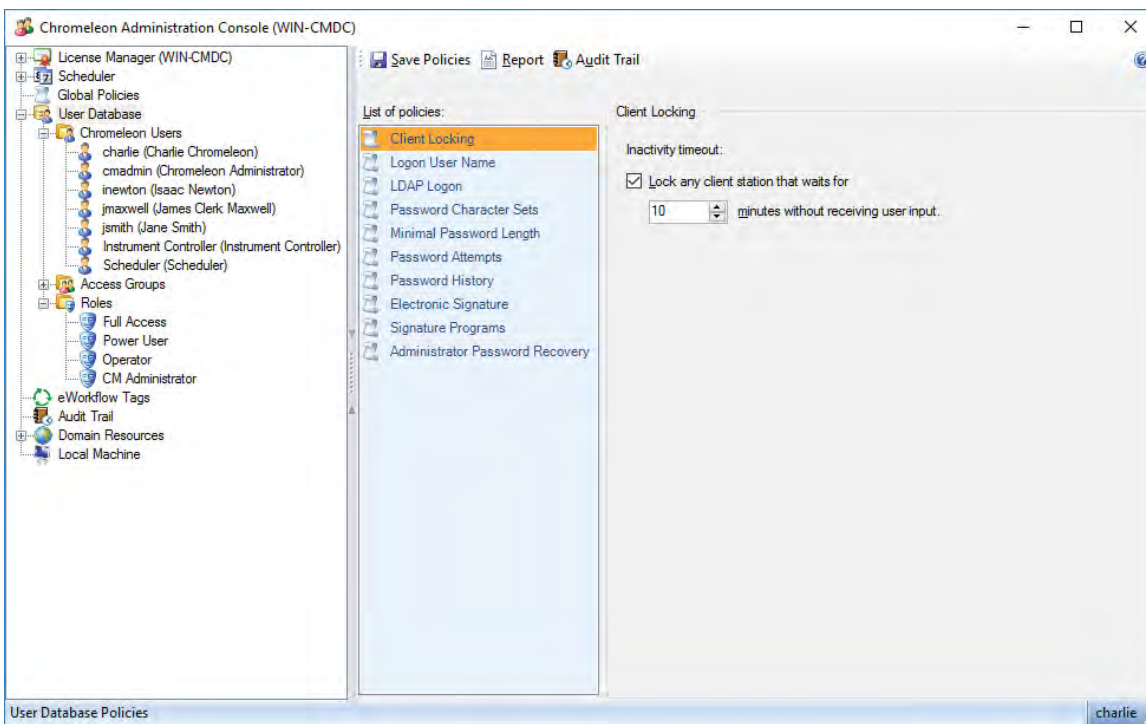 Chromeleon Administration Console (WIN-CMDC)
License Manager (WIN-CMDC)
Scheduler
Global Policies
User Database
Chromeleon Users
charlie (Charlie Chromeleon)
cmadmin (Chromeleon Administrator)
inewton (Isaac Newton)
jmaxwell (James Clerk Maxwell)
jsmith (Jane Smith)
Instrument Controller (Instrument Controller)
Scheduler (Scheduler)
Access Groups
Roles
Full Access
Power User
Operator
CM Administrator
eWorkflow Tags
Audit Trail
Domain Resources
Local Machine
Save Policies Report Audit Trail
List of policies:
Client Locking
Logon User Name
LDAP Logon
Password Character Sets
Minimal Password Length
Password Attempts
Password History
Electronic Signature
Signature Programs
Administrator Password Recovery
Client Locking
Inactivity timeout:
Lock any client station that waits for
10 minutes without receiving user input.
User Database Policies
charlie